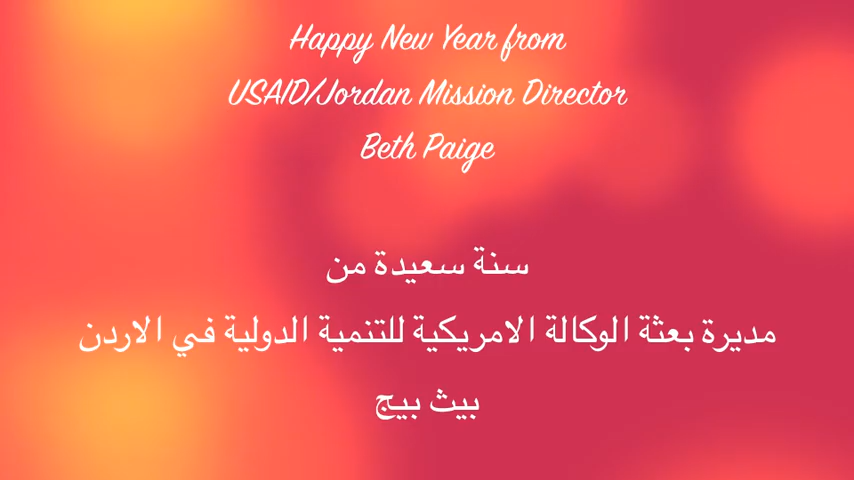 Happy New Year from
USAID/Jordan Mission Director
Beth Paige
سنة سعيدة من
مديرة بعثة الوكالة الامريكية للتنمية الدولية في الاردن
بيث بيج